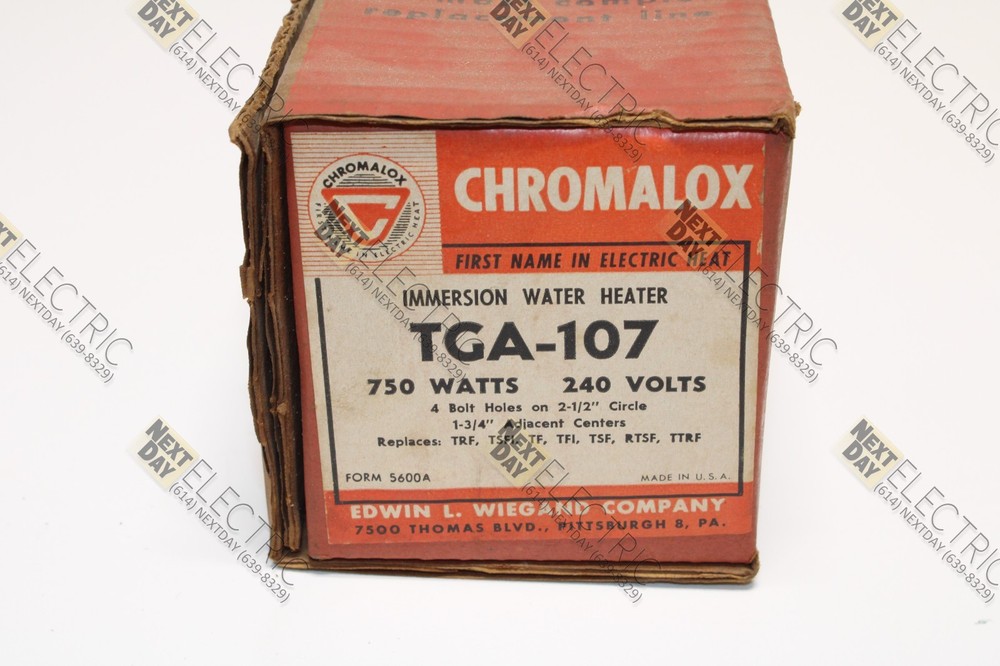 replacement line
CHROMALOX
FIRST IN ELECTRIC HEAT
C
CHROMALOX
FIRST NAME IN ELECTRIC HEAT
IMMERSION WATER HEATER
TGA-107
750 WATTS 240 VOLTS
4 Bolt Holes on 2-1/2" Circle
1-3/4" Adjacent Centers
Replaces: TRF, TSFI, TF, TFI, TSF, RTSF, TTRF
FORM 5600A
MADE IN U.S.A.
EDWIN L. WIEGAND COMPANY
7500 THOMAS BLVD., PITTSBURGH 8, PA.
NEXT DAY ELECTRIC
(614) NEXTDAY (639-8329)